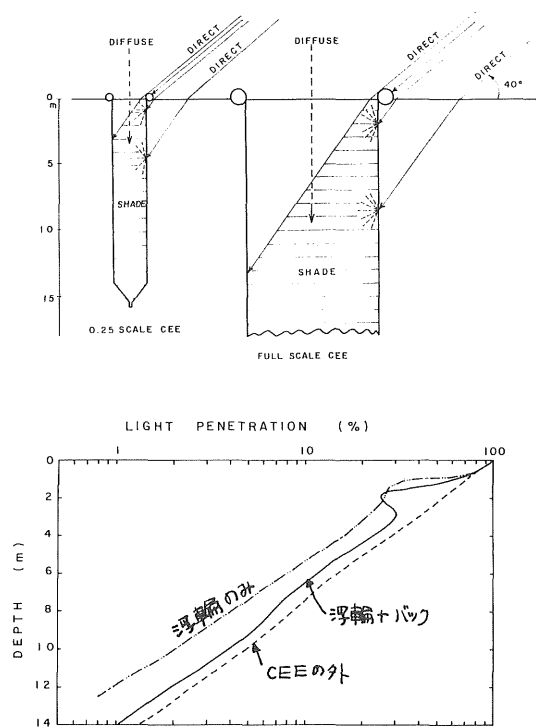 DIFFUSE
DIRECT
DIRECT
DIFFUSE
DIRECT
DIRECT
40°
0
m
5
10
15
SHADE
SHADE
0.25 SCALE CEE
FULL SCALE CEE
LIGHT PENETRATION (%)
1 10 100
0
2
4
6
8
10
12
14
DEPTH (m)
浮輪のみ
浮輪+バック
CEEの外